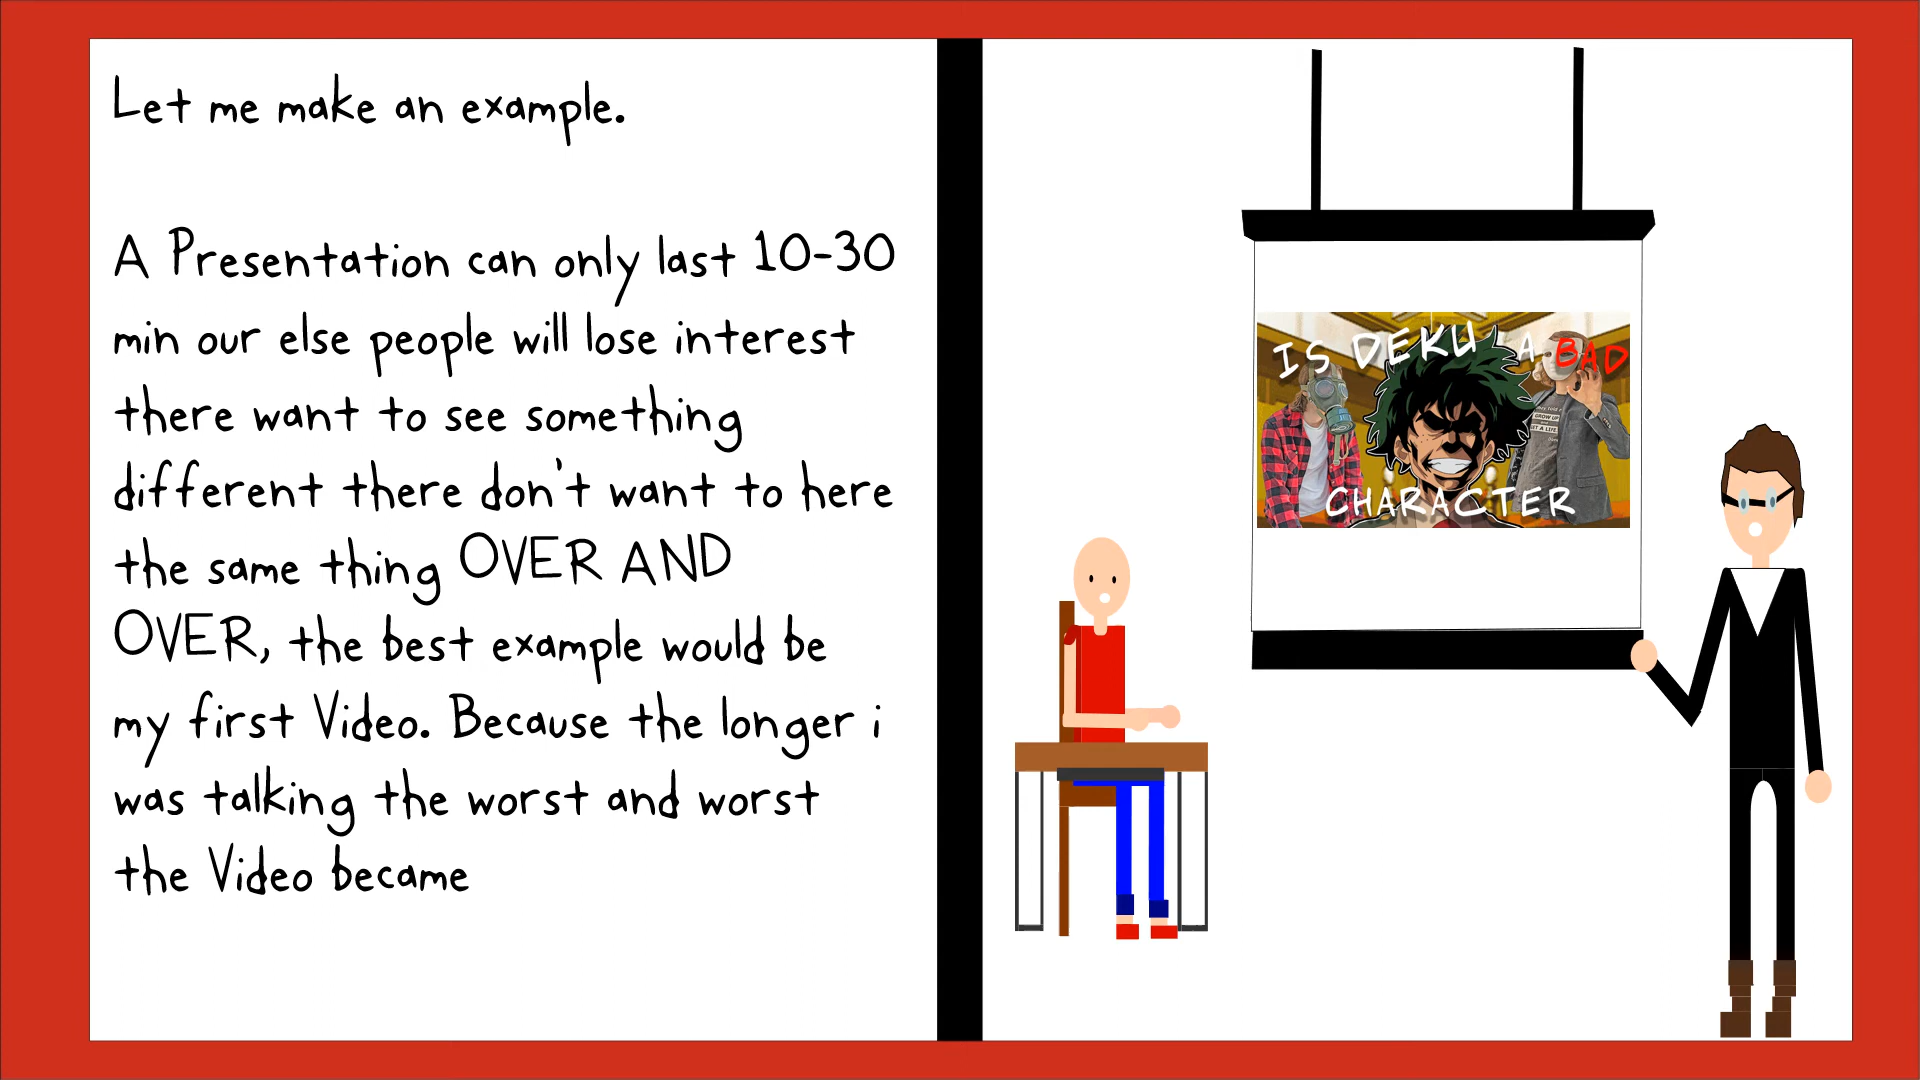 Let me make an example.
A Presentation can only last 10-30
min our else people will lose interest
there want to see something
different there don't want to here
the same thing OVER AND
OVER, the best example would be
my first Video. Because the longer i
was talking the worst and worst
the Video became
IS DEKU A BAD
GROW UP
CHARACTER